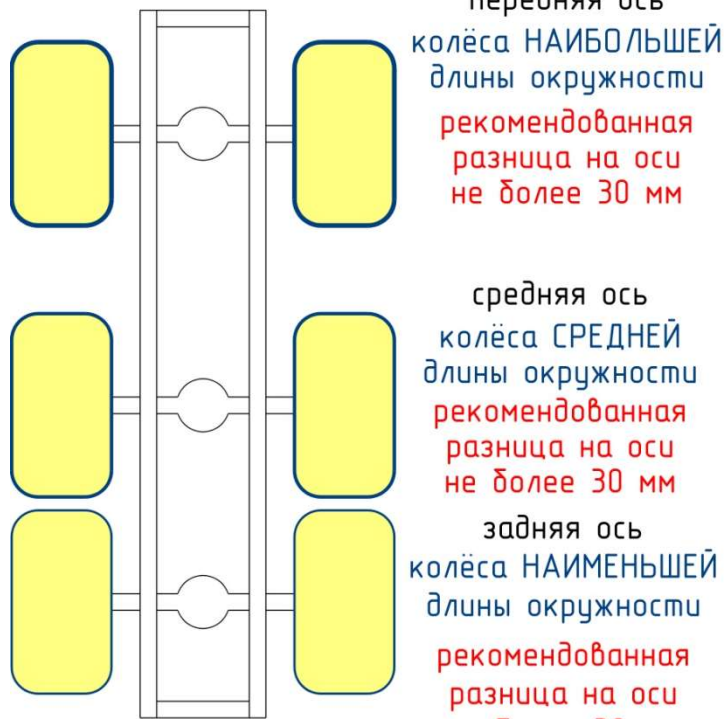 передняя ось
колёса НАИБОЛЬШЕЙ
длины окружности
рекомендованная
разница на оси
не более 30 мм
средняя ось
колёса СРЕДНЕЙ
длины окружности
рекомендованная
разница на оси
не более 30 мм
задняя ось
колёса НАИМЕНЬШЕЙ
длины окружности
рекомендованная
разница на оси